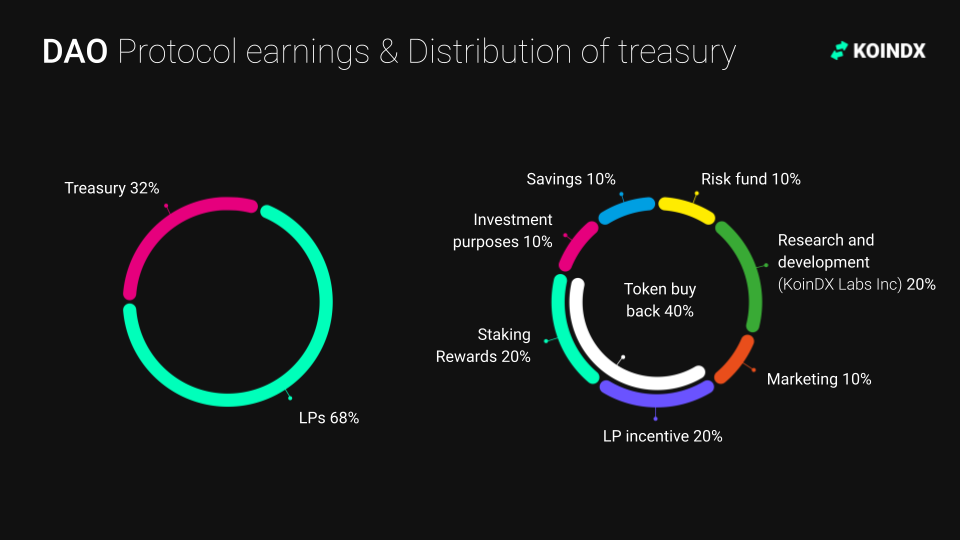 DAO Protocol earnings & Distribution of treasury
KOINDX
Treasury 32%
LPs 68%
Savings 10%
Risk fund 10%
Investment
purposes 10%
Research and
development
(KoinDX Labs Inc) 20%
Token buy
back 40%
Staking
Rewards 20%
Marketing 10%
LP incentive 20%